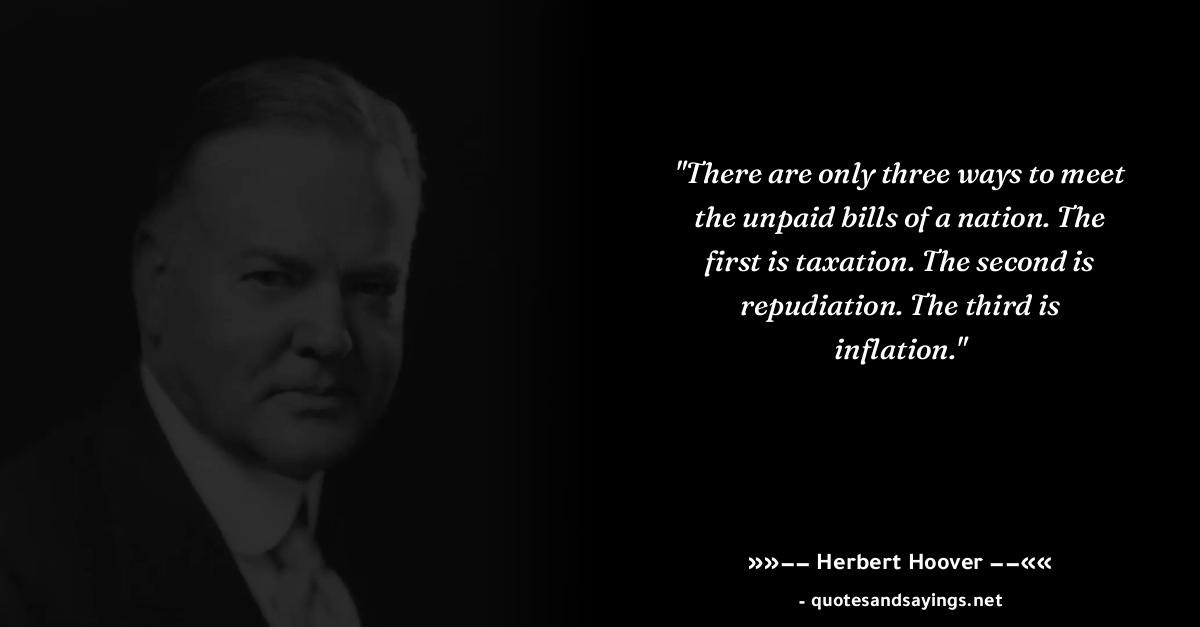 "There are only three ways to meet
the unpaid bills of a nation. The
first is taxation. The second is
repudiation. The third is
inflation."
»»–– Herbert Hoover ––««
- quotesandsayings.net